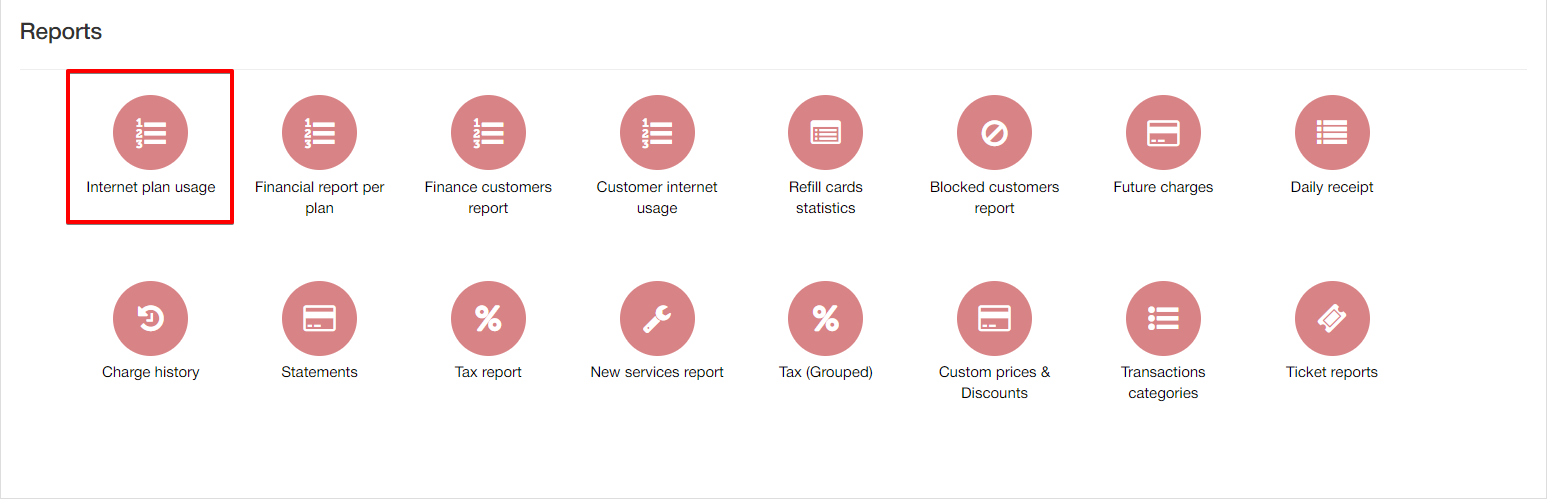 Reports
Internet plan usage
Financial report per
plan
Finance customers
report
Customer internet
usage
Refill cards
statistics
Blocked customers
report
Future charges
Daily receipt
Charge history
Statements
Tax report
New services report
Tax (Grouped)
Custom prices &
Discounts
Transactions
categories
Ticket reports